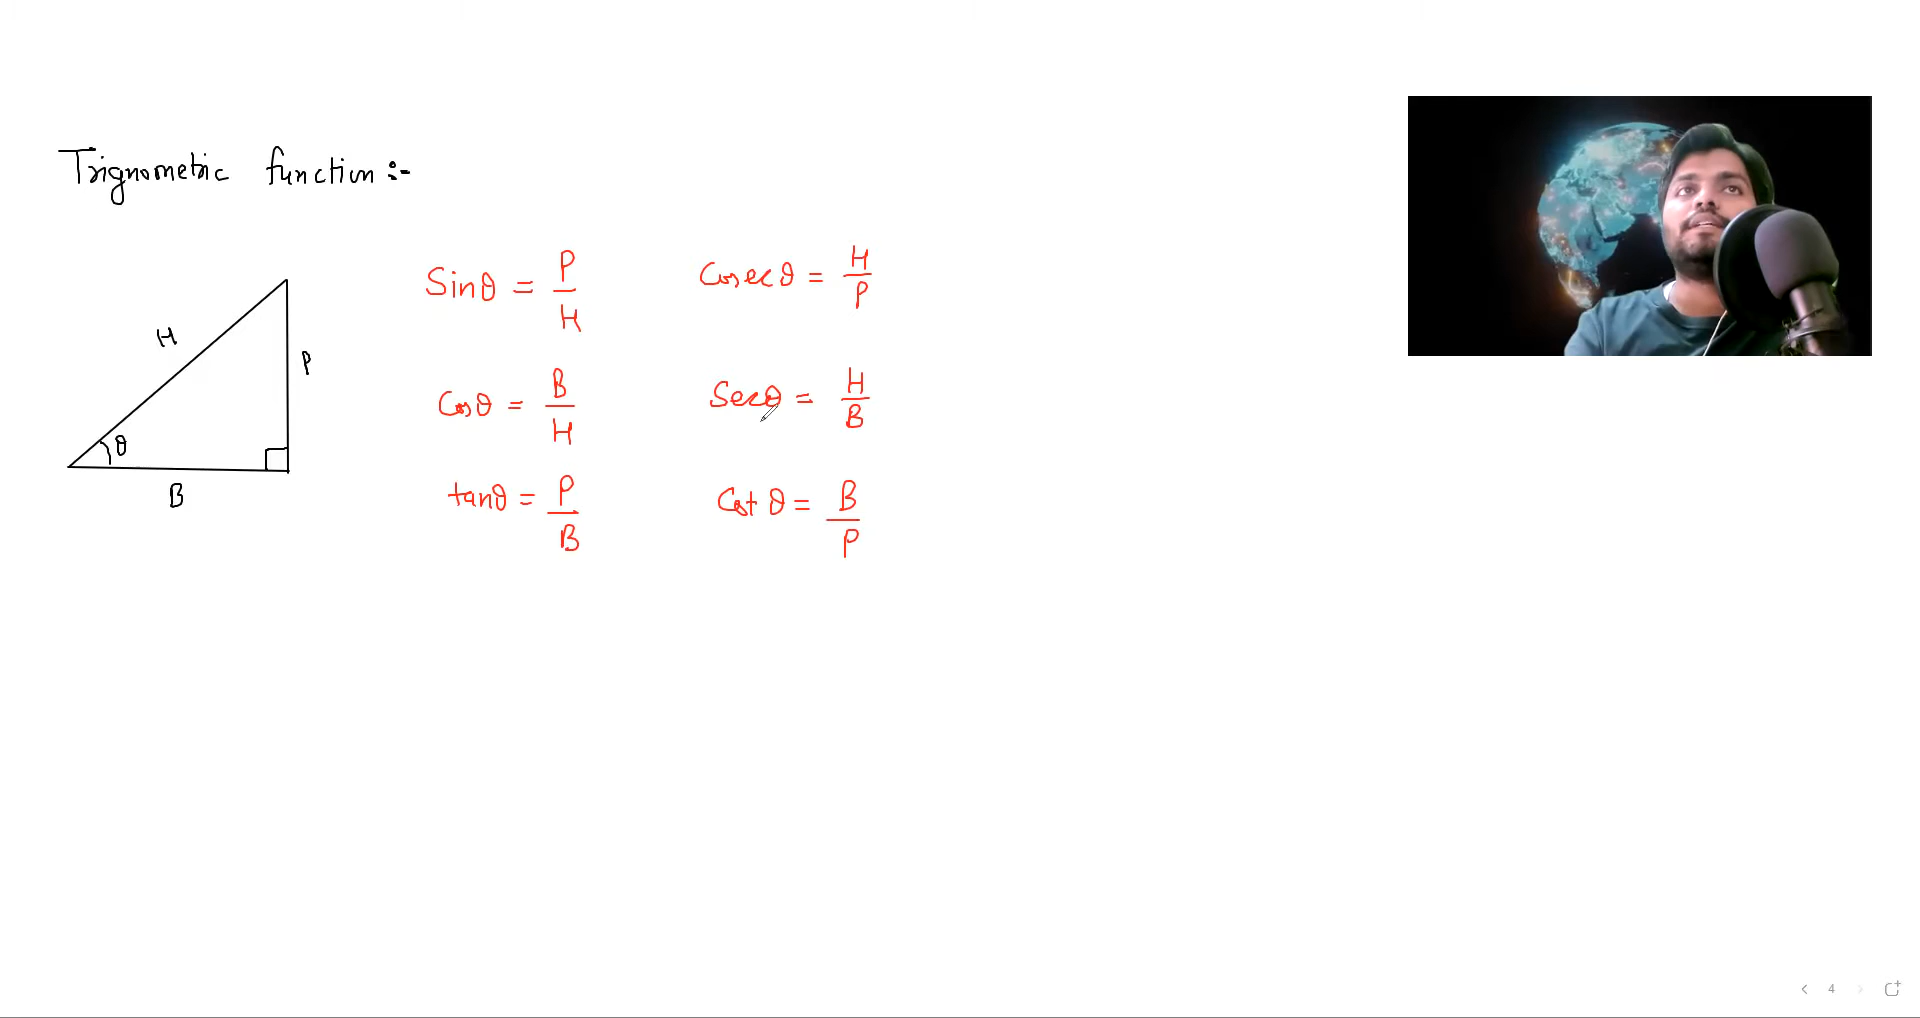 Trignometric function :-
Sinθ = P/H
Cosecθ = H/P
H
P
Cosθ = B/H
Secθ = H/B
θ
B
tanθ = P/B
Cot θ = B/P
4